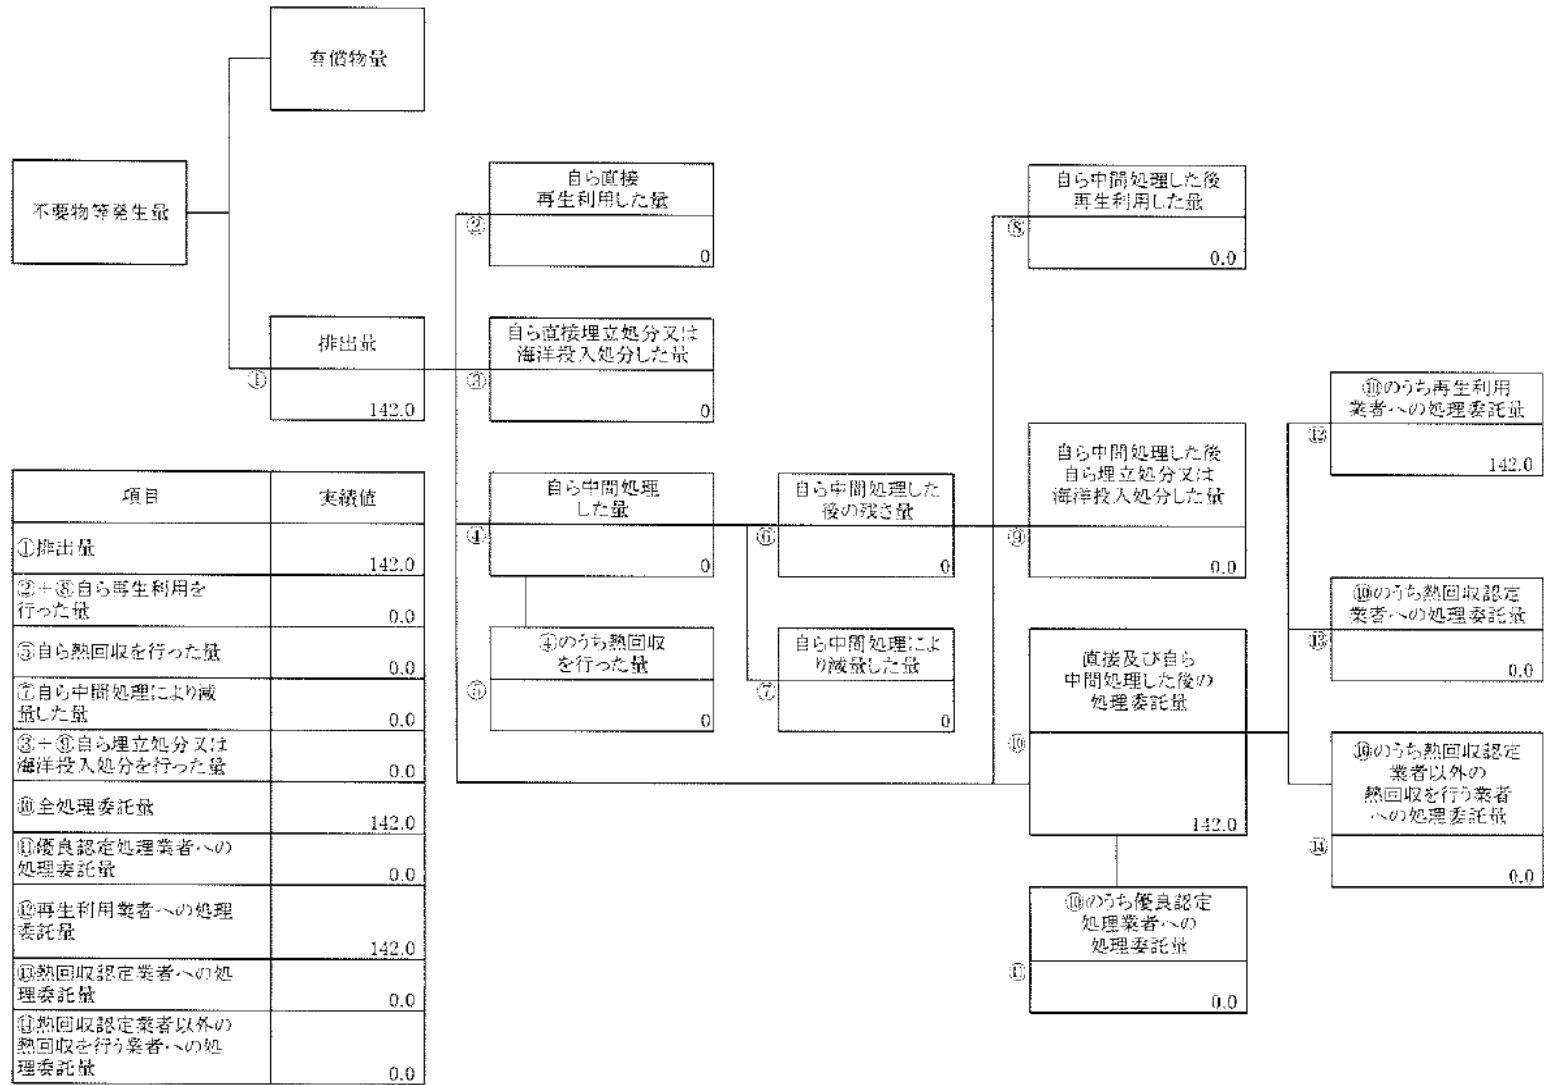 有償物量
不要物等発生量
排出量
①
142.0
自ら直接
再生利用した量
②
0
自ら直接埋立処分又は
海洋投入処分した量
③
0
自ら中間処理
した量
④
0
④のうち熱回収
を行った量
⑤
0
自ら中間処理した
後の残さ量
⑥
0
自ら中間処理によ
り減量した量
⑦
0
自ら中間処理した後
再生利用した量
⑧
0.0
自ら中間処理した後
自ら埋立処分又は
海洋投入処分した量
⑨
0.0
直接及び自ら
中間処理した後の
処理委託量
⑩
142.0
⑩のうち優良認定
処理業者への
処理委託量
⑪
0.0
⑩のうち再生利用
業者への処理委託量
⑫
142.0
⑩のうち熱回収認定
業者への処理委託量
⑬
0.0
⑩のうち熱回収認定
業者以外の
熱回収を行う業者
への処理委託量
⑭
0.0
項目 実績値
①排出量
142.0
②+⑧自ら再生利用を
行った量
0.0
⑤自ら熱回収を行った量
0.0
⑦自ら中間処理により減
量した量
0.0
③+⑨自ら埋立処分又は
海洋投入処分を行った量
0.0
⑩全処理委託量
142.0
⑪優良認定処理業者への
処理委託量
0.0
⑫再生利用業者への処理
委託量
142.0
⑬熱回収認定業者への処
理委託量
0.0
⑭熱回収認定業者以外の
熱回収を行う業者への処
理委託量
0.0